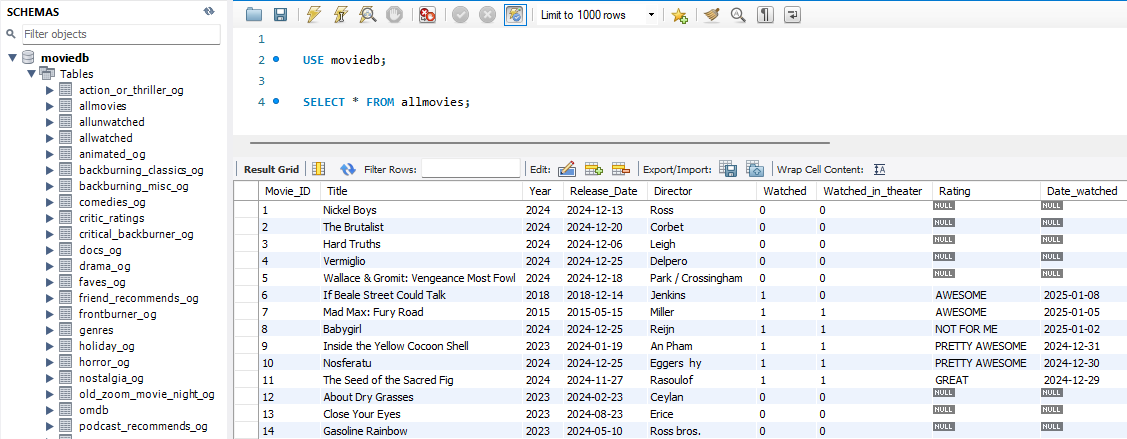 SCHEMAS
Filter objects
moviedb
Tables
action_or_thriller_og
allmovies
allunwatched
allwatched
animated_og
backburning_classics_og
backburning_misc_og
comedies_og
critic_ratings
critical_backburner_og
docs_og
drama_og
faves_og
friend_recommends_og
frontburner_og
genres
holiday_og
horror_og
nostalgia_og
old_zoom_movie_night_og
omdb
podcast_recommends_og
Limit to 1000 rows
1
2 USE moviedb;
3
4 SELECT * FROM allmovies;
Result Grid Filter Rows: Edit: Export/Import: Wrap Cell Content:
Movie_ID Title Year Release_Date Director Watched Watched_in_theater Rating Date_watched
1 Nickel Boys 2024 2024-12-13 Ross 0 0 NULL NULL
2 The Brutalist 2024 2024-12-20 Corbet 0 0 NULL NULL
3 Hard Truths 2024 2024-12-06 Leigh 0 0 NULL NULL
4 Vermiglio 2024 2024-12-25 Delpero 0 0 NULL NULL
5 Wallace & Gromit: Vengeance Most Fowl 2024 2024-12-18 Park / Crossingham 0 0 NULL NULL
6 If Beale Street Could Talk 2018 2018-12-14 Jenkins 1 0 AWESOME 2025-01-08
7 Mad Max: Fury Road 2015 2015-05-15 Miller 1 1 AWESOME 2025-01-05
8 Babygirl 2024 2024-12-25 Reijn 1 1 NOT FOR ME 2025-01-02
9 Inside the Yellow Cocoon Shell 2023 2024-01-19 An Pham 1 1 PRETTY AWESOME 2024-12-31
10 Nosferatu 2024 2024-12-25 Eggers hy 1 1 PRETTY AWESOME 2024-12-30
11 The Seed of the Sacred Fig 2024 2024-11-27 Rasoulof 1 1 GREAT 2024-12-29
12 About Dry Grasses 2023 2024-02-23 Ceylan 0 0 NULL NULL
13 Close Your Eyes 2023 2024-08-23 Erice 0 0 NULL NULL
14 Gasoline Rainbow 2023 2024-05-10 Ross bros. 0 0 NULL NULL